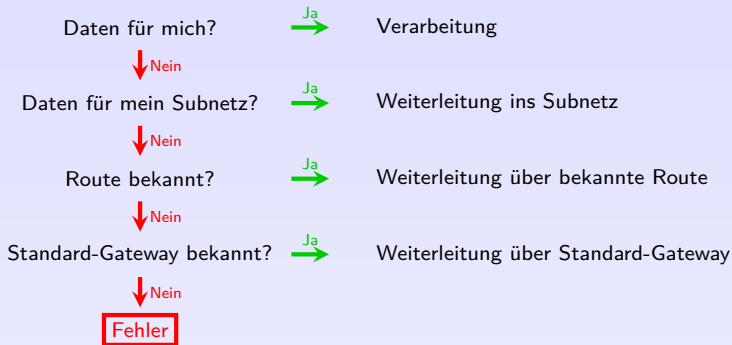 Daten für mich? Ja Verarbeitung
Nein
Daten für mein Subnetz? Ja Weiterleitung ins Subnetz
Nein
Route bekannt? Ja Weiterleitung über bekannte Route
Nein
Standard-Gateway bekannt? Ja Weiterleitung über Standard-Gateway
Nein
Fehler